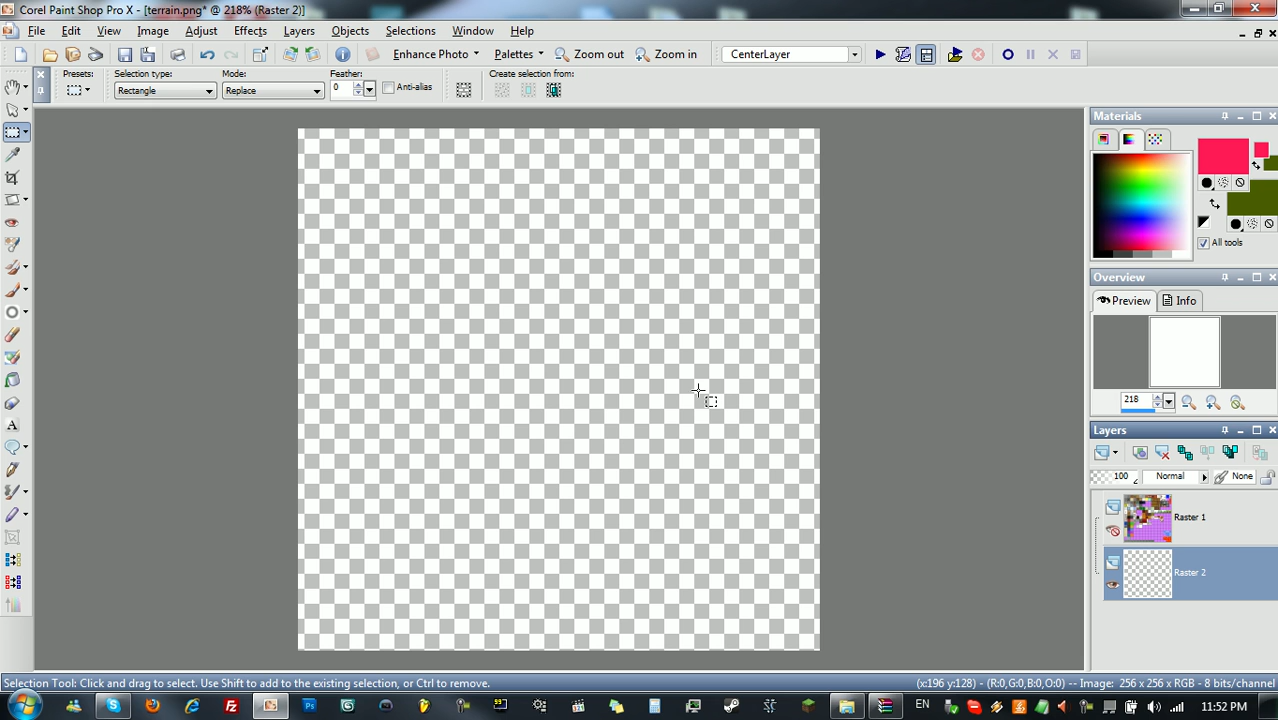 Corel Paint Shop Pro X - [terrain.png* @ 218% (Raster 2)]
File Edit View Image Adjust Effects Layers Objects Selections Window Help
Enhance Photo Palettes Zoom out Zoom in CenterLayer
Presets: Selection type: Mode: Feather: Create selection from:
Rectangle Replace 0 Anti-alias
Materials
All tools
Overview
Preview Info
218
Layers
100 Normal None
Raster 1
Raster 2
Selection Tool: Click and drag to select. Use Shift to add to the existing selection, or Ctrl to remove.
(x:196 y:128) -- (R:0,G:0,B:0,O:0) -- Image: 256 x 256 x RGB - 8 bits/channel
EN 11:52 PM